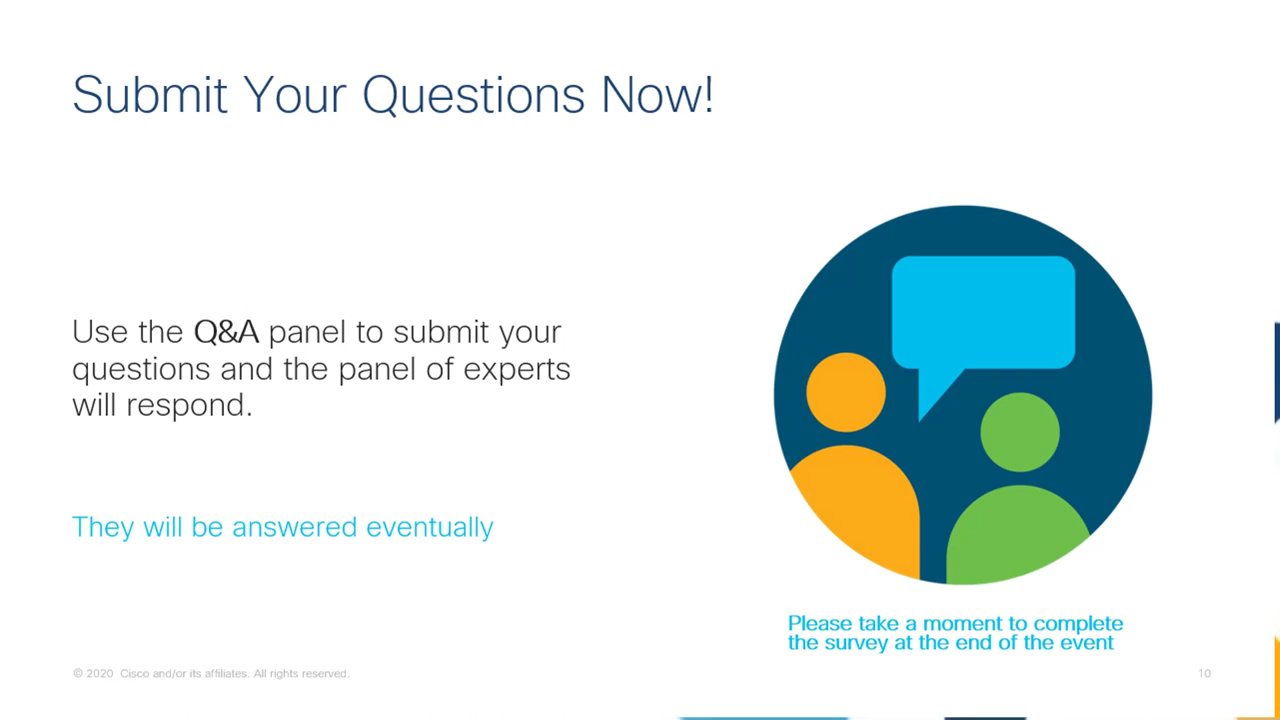 Submit Your Questions Now!
Use the Q&A panel to submit your
questions and the panel of experts
will respond.
They will be answered eventually
Please take a moment to complete
the survey at the end of the event
© 2020 Cisco and/or its affiliates. All rights reserved.
10